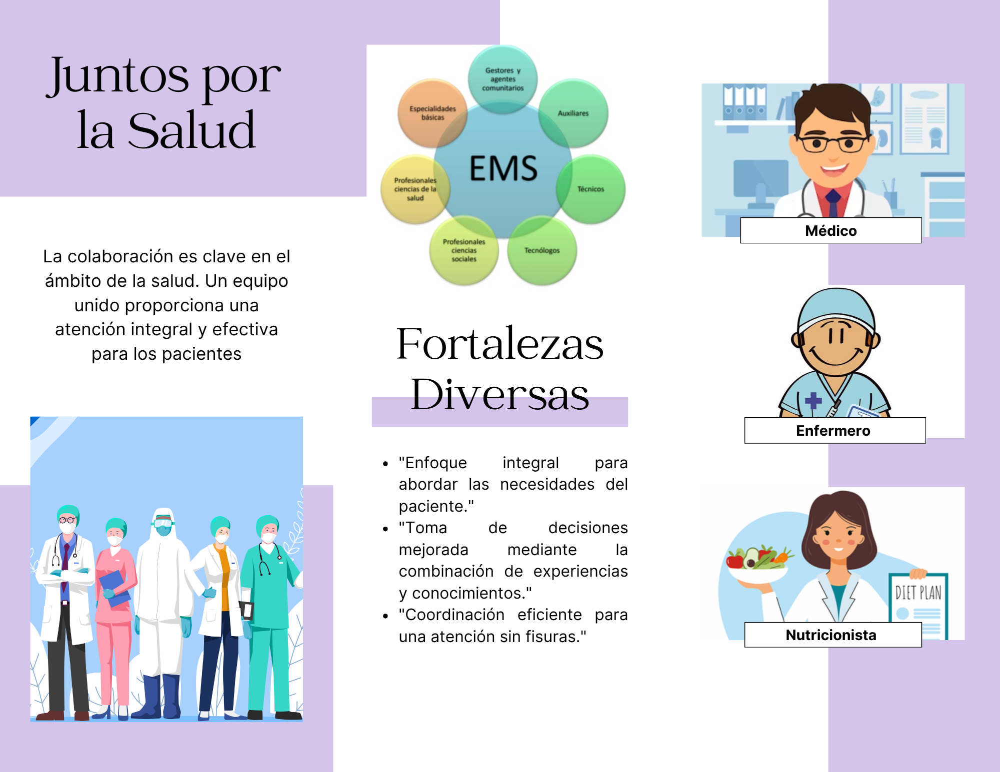 Juntos por
la Salud
La colaboración es clave en el
ámbito de la salud. Un equipo
unido proporciona una
atención integral y efectiva
para los pacientes
Gestores y
agentes
comunitarios
Especialidades
básicas
Auxiliares
EMS
Profesionales
ciencias de la
salud
Técnicos
Profesionales
ciencias
sociales
Tecnólogos
Fortalezas
Diversas
• "Enfoque integral para
abordar las necesidades del
paciente."
• "Toma de decisiones
mejorada mediante la
combinación de experiencias
y conocimientos."
• "Coordinación eficiente para
una atención sin fisuras."
Médico
Enfermero
DIET PLAN
Nutricionista